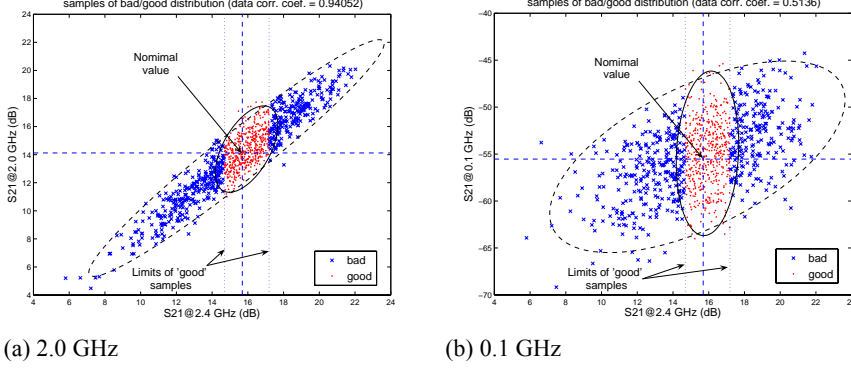 samples of bad/good distribution (data corr. coef. = 0.94052)
24
22
20
18
16
14
12
10
8
6
4
S21@2.0 GHz (dB)
Nomimal
value
Limits of 'good'
samples
bad
good
4 6 8 10 12 14 16 18 20 22 24
S21@2.4 GHz (dB)
(a) 2.0 GHz
samples of bad/good distribution (data corr. coef. = 0.5136)
-40
-45
-50
-55
-60
-65
-70
S21@0.1 GHz (dB)
Nomimal
value
Limits of 'good'
samples
bad
good
4 6 8 10 12 14 16 18 20 22
S21@2.4 GHz (dB)
(b) 0.1 GHz